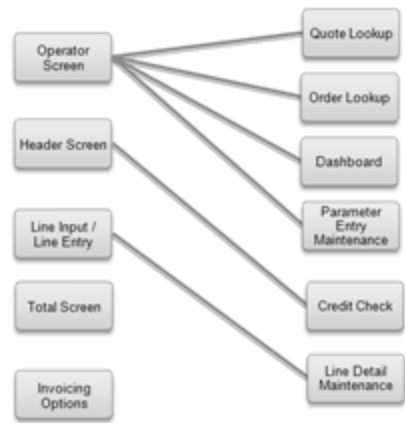 Operator
Screen
Header Screen
Line Input /
Line Entry
Total Screen
Invoicing
Options
Quote Lookup
Order Lookup
Dashboard
Parameter
Entry
Maintenance
Credit Check
Line Detail
Maintenance